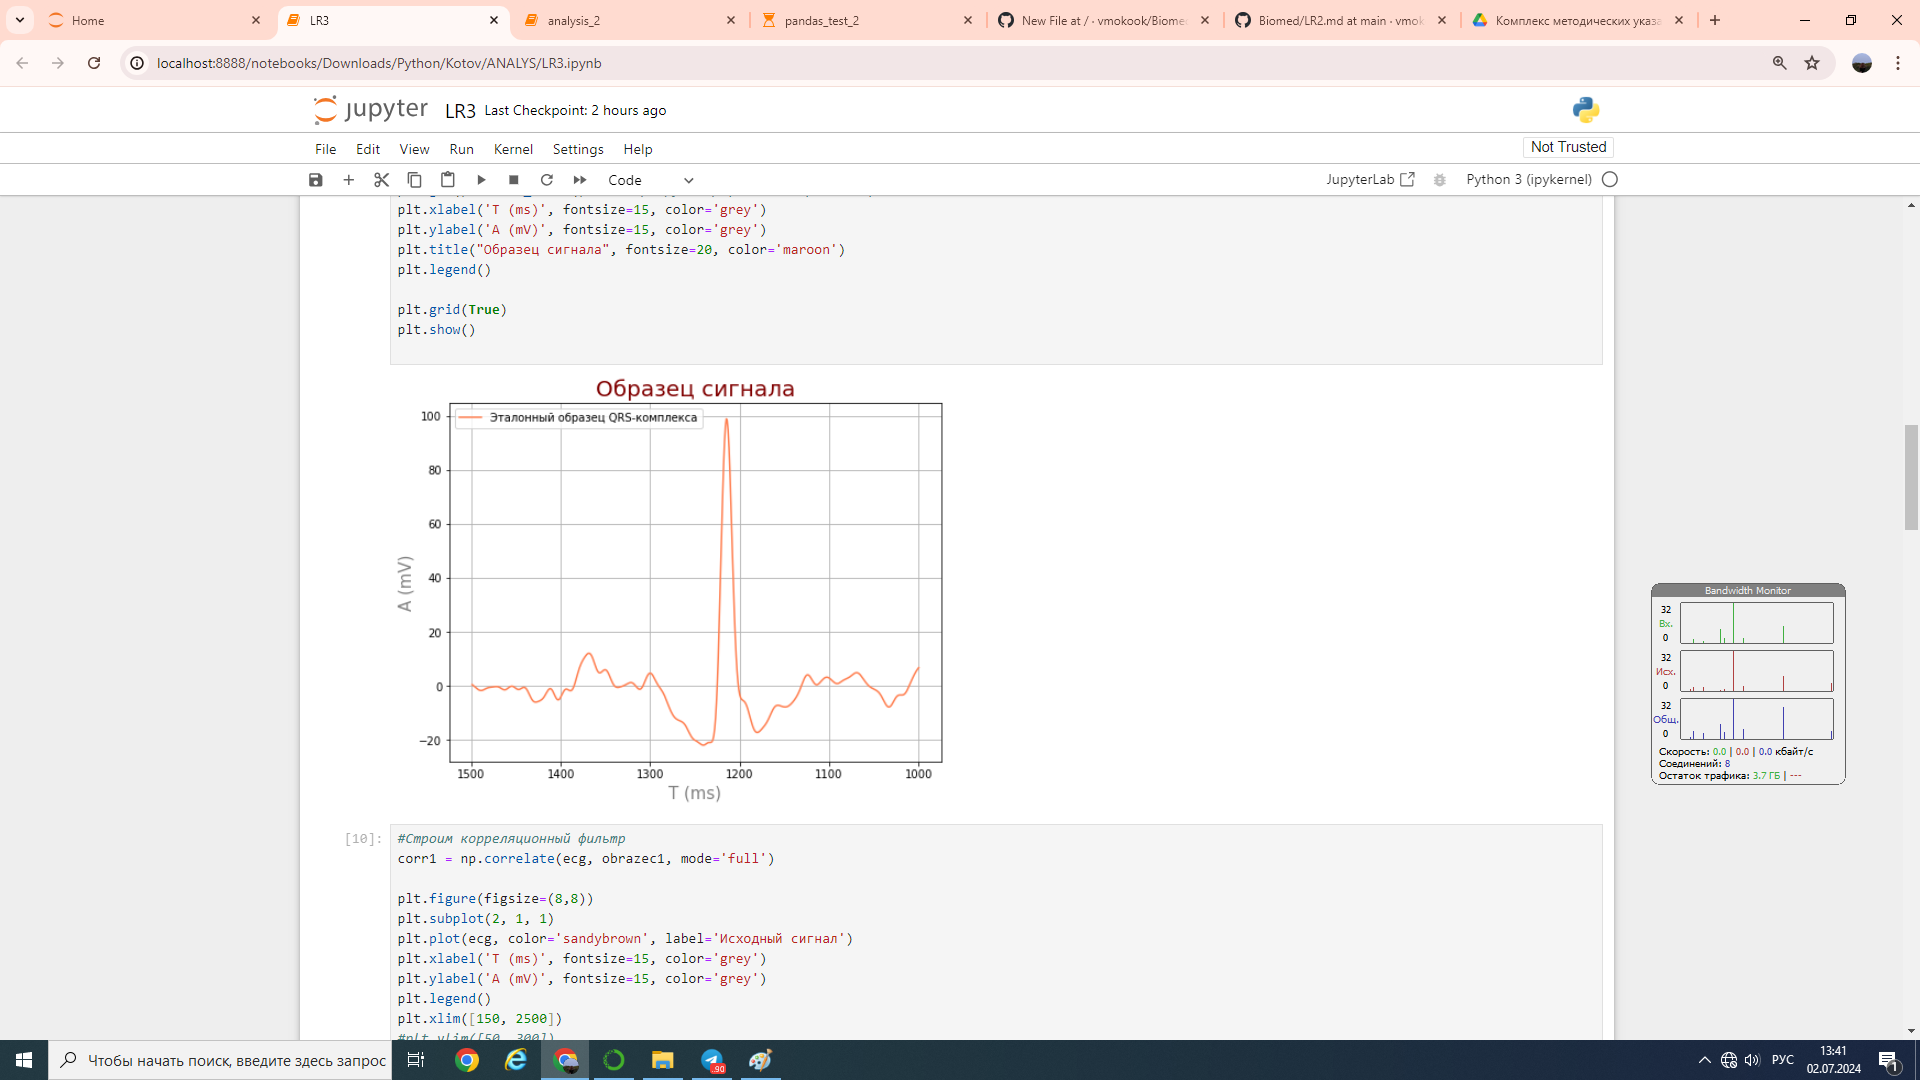 Home
LR3
analysis_2
pandas_test_2
New File at / · vmokook/Biome
Biomed/LR2.md at main · vmok
Комплекс методических указа
localhost:8888/notebooks/Downloads/Python/Kotov/ANALYS/LR3.ipynb
jupyter LR3 Last Checkpoint: 2 hours ago
File Edit View Run Kernel Settings Help
Not Trusted
Code
JupyterLab
Python 3 (ipykernel)
plt.xlabel('T (ms)', fontsize=15, color='grey')
plt.ylabel('A (mV)', fontsize=15, color='grey')
plt.title("Образец сигнала", fontsize=20, color='maroon')
plt.legend()
plt.grid(True)
plt.show()
Образец сигнала
Эталонный образец QRS-комплекса
100
80
60
40
20
0
−20
A (mV)
1500 1400 1300 1200 1100 1000
T (ms)
[10]:
#Строим корреляционный фильтр
corr1 = np.correlate(ecg, obrazec1, mode='full')
plt.figure(figsize=(8,8))
plt.subplot(2, 1, 1)
plt.plot(ecg, color='sandybrown', label='Исходный сигнал')
plt.xlabel('T (ms)', fontsize=15, color='grey')
plt.ylabel('A (mV)', fontsize=15, color='grey')
plt.legend()
plt.xlim([150, 2500])
#plt.ylim([50, 300])
Bandwidth Monitor
32
Вх.
0
32
Исх.
0
32
Общ.
0
Скорость: 0.0 | 0.0 | 0.0 кбайт/с
Соединений: 8
Остаток трафика: 3.7 ГБ | ---
Чтобы начать поиск, введите здесь запрос
90
РУС
13:41
02.07.2024
1